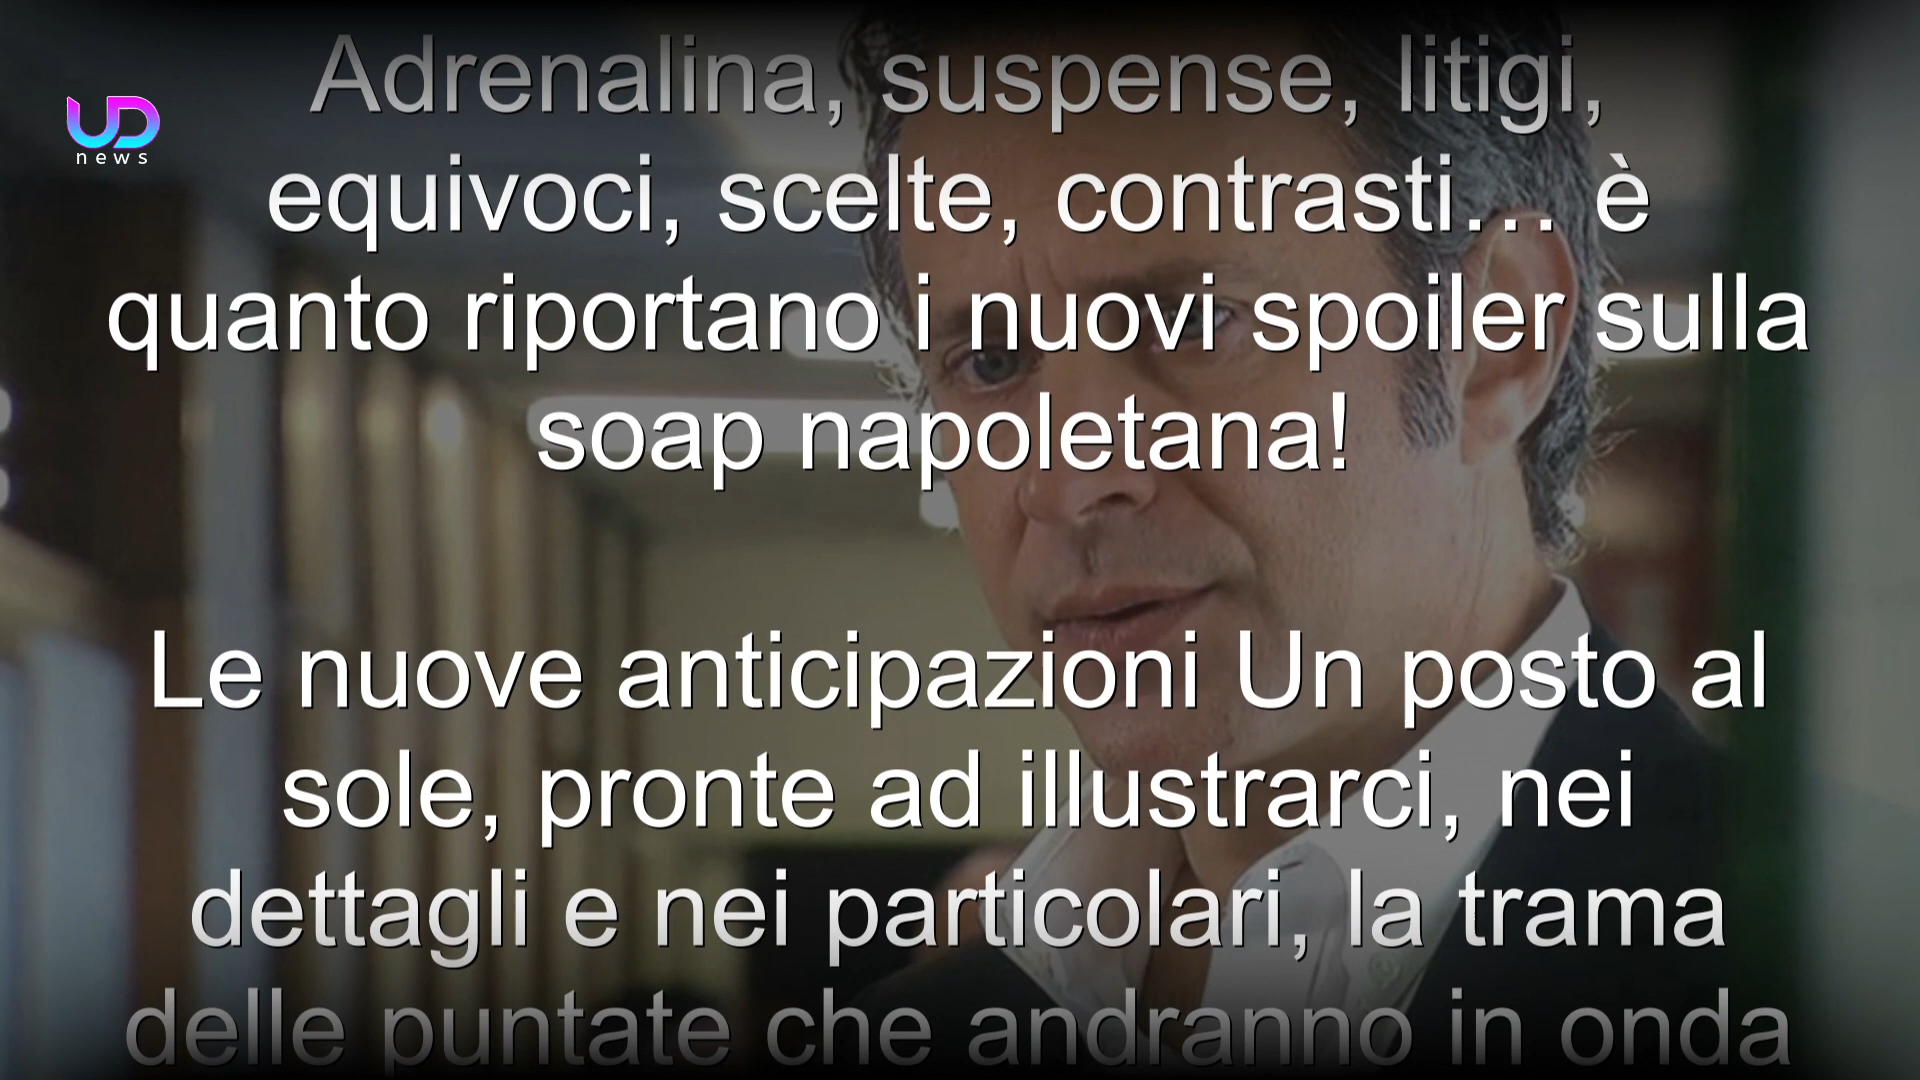 UD
news
Adrenalina, suspense, litigi,
equivoci, scelte, contrasti… è
quanto riportano i nuovi spoiler sulla
soap napoletana!
Le nuove anticipazioni Un posto al
sole, pronte ad illustrarci, nei
dettagli e nei particolari, la trama
delle puntate che andranno in onda